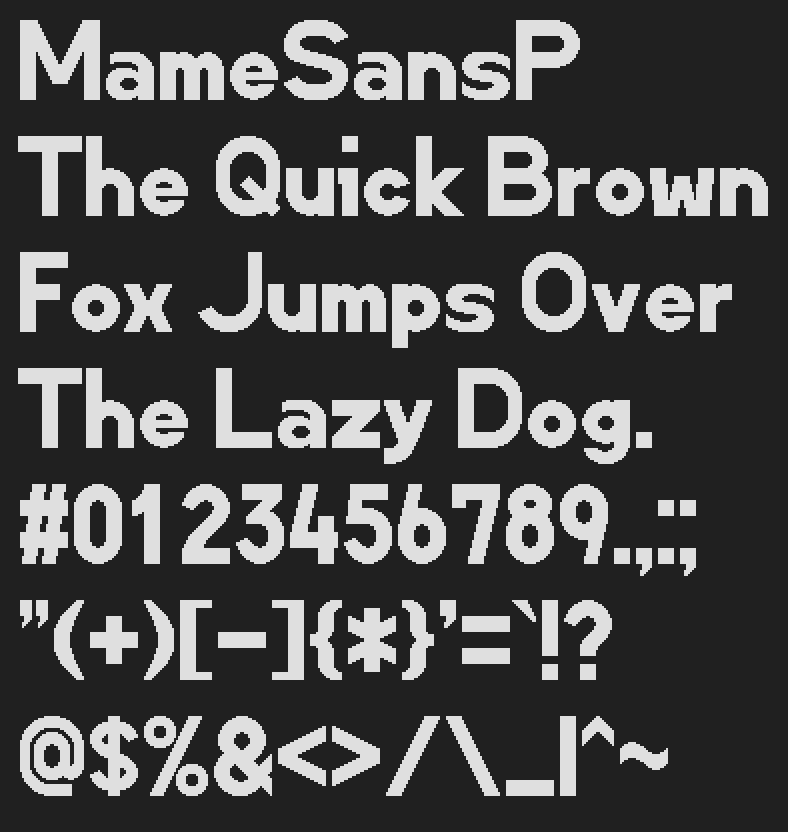 MameSansP
The Quick Brown
Fox Jumps Over
The Lazy Dog.
#0123456789.,:;
"(+)[-]{*}'=`!?
@$%&<>/\_|^~